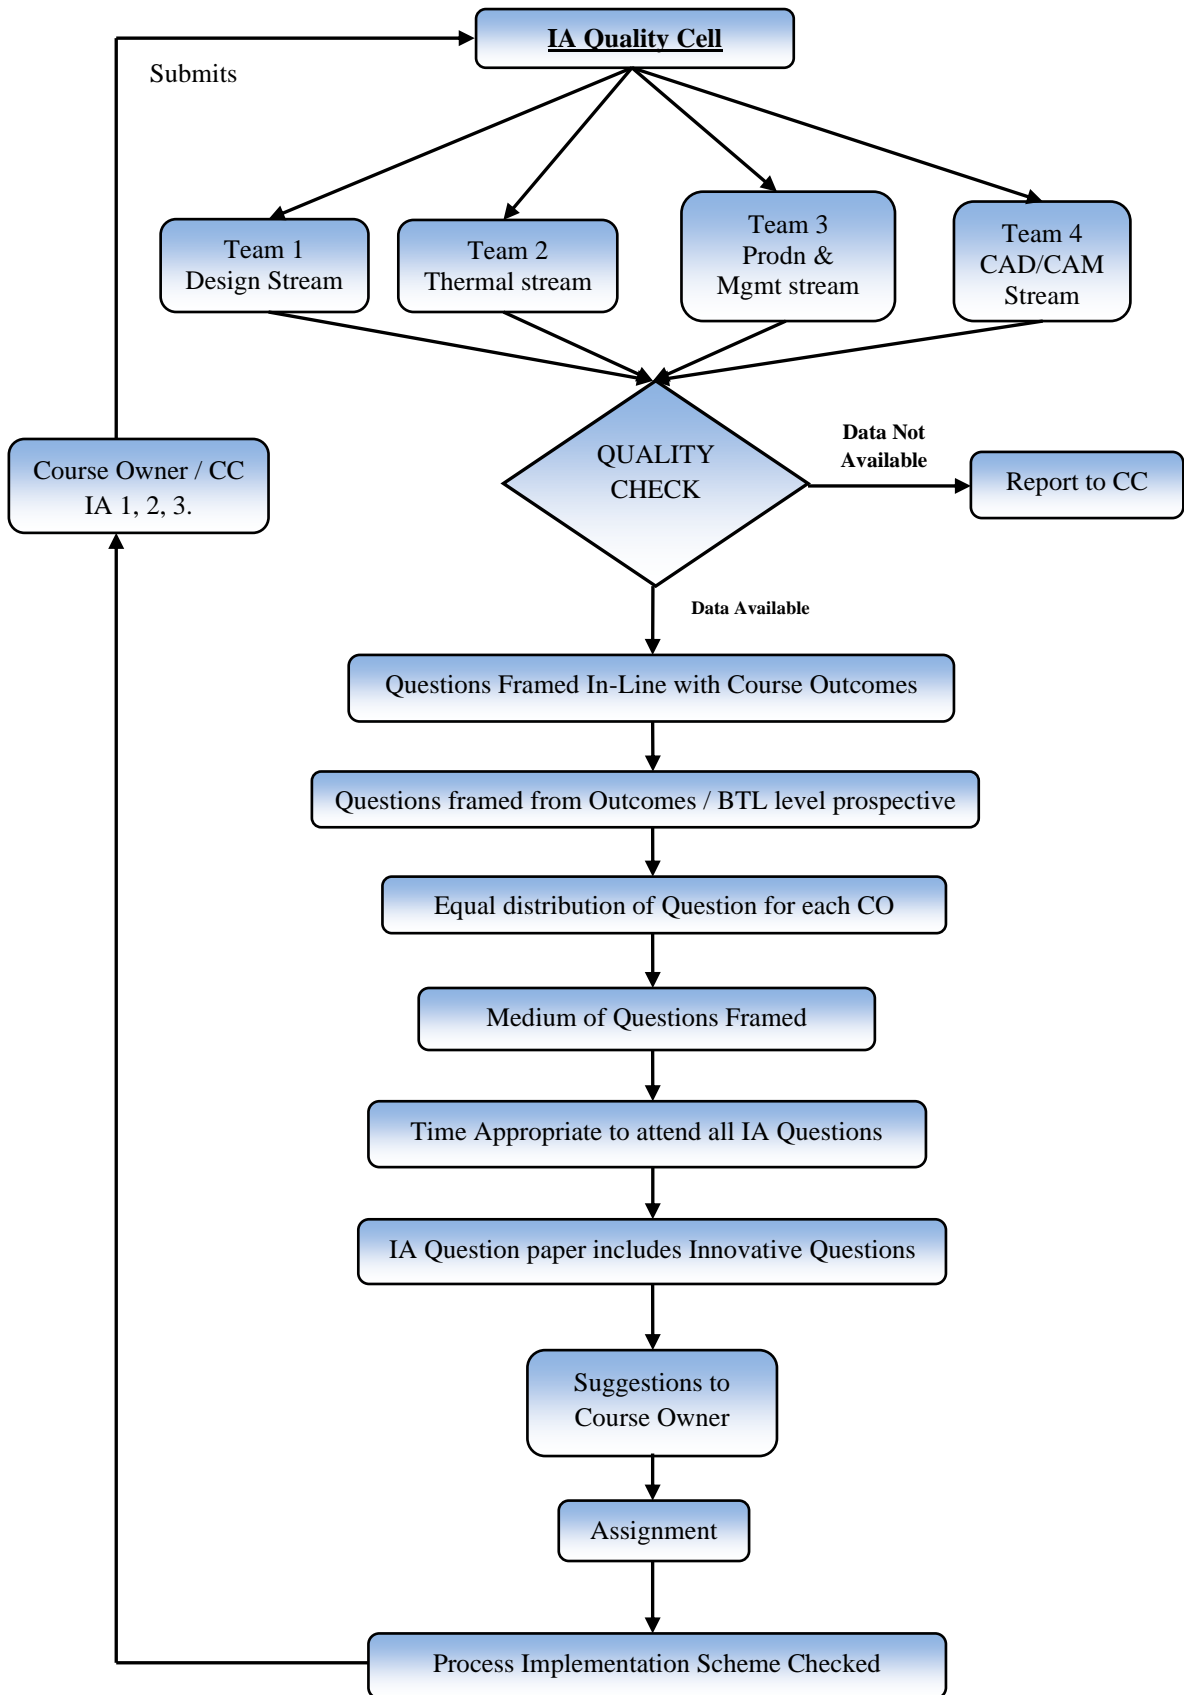 IA Quality Cell
Submits
Team 1
Design Stream
Team 2
Thermal stream
Team 3
Prodn &
Mgmt stream
Team 4
CAD/CAM
Stream
Course Owner / CC
IA 1, 2, 3.
QUALITY
CHECK
Data Not
Available
Report to CC
Data Available
Questions Framed In-Line with Course Outcomes
Questions framed from Outcomes / BTL level prospective
Equal distribution of Question for each CO
Medium of Questions Framed
Time Appropriate to attend all IA Questions
IA Question paper includes Innovative Questions
Suggestions to
Course Owner
Assignment
Process Implementation Scheme Checked